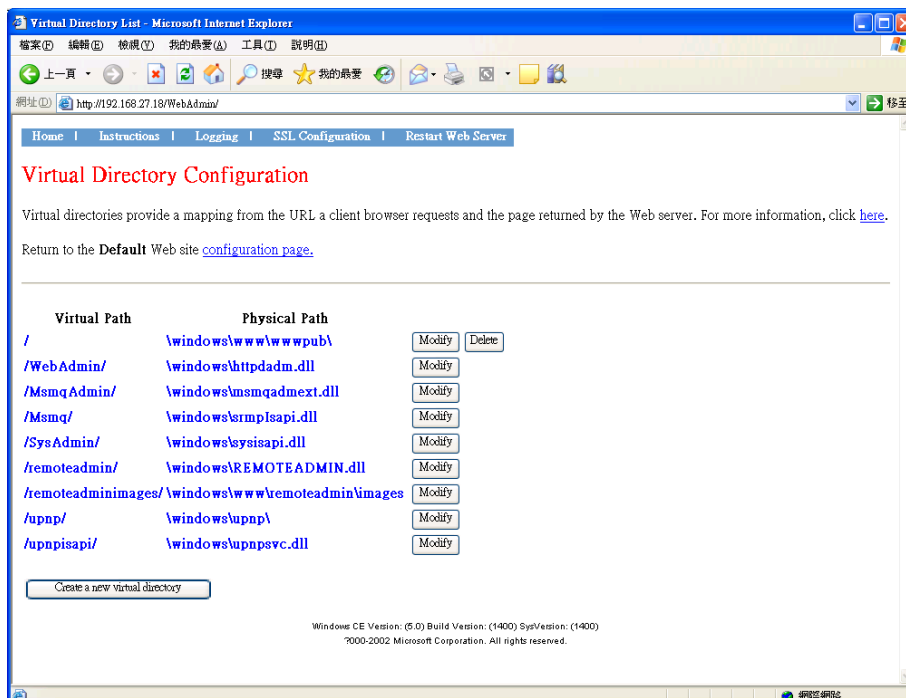 Virtual Directory List - Microsoft Internet Explorer
檔案(F) 編輯(E) 檢視(V) 我的最愛(A) 工具(T) 說明(H)
上一頁 搜尋 我的最愛
網址(D) http://192.168.27.18/WebAdmin/ 移至
Home | Instructions | Logging | SSL Configuration | Restart Web Server
Virtual Directory Configuration
Virtual directories provide a mapping from the URL a client browser requests and the page returned by the Web server. For more information, click here.
Return to the Default Web site configuration page.
Virtual Path Physical Path
/ \windows\www\wwwpub\ Modify Delete
/WebAdmin/ \windows\httpdadm.dll Modify
/MsmqAdmin/ \windows\msmqadmext.dll Modify
/Msmq/ \windows\srmpIsapi.dll Modify
/SysAdmin/ \windows\sysisapi.dll Modify
/remoteadmin/ \windows\REMOTEADMIN.dll Modify
/remoteadminimages/ \windows\www\remoteadmin\images Modify
/upnp/ \windows\upnp\ Modify
/upnpisapi/ \windows\upnpsvc.dll Modify
Create a new virtual directory
Windows CE Version: (5.0) Build Version: (1400) SysVersion: (1400)
?000-2002 Microsoft Corporation. All rights reserved.
網際網路